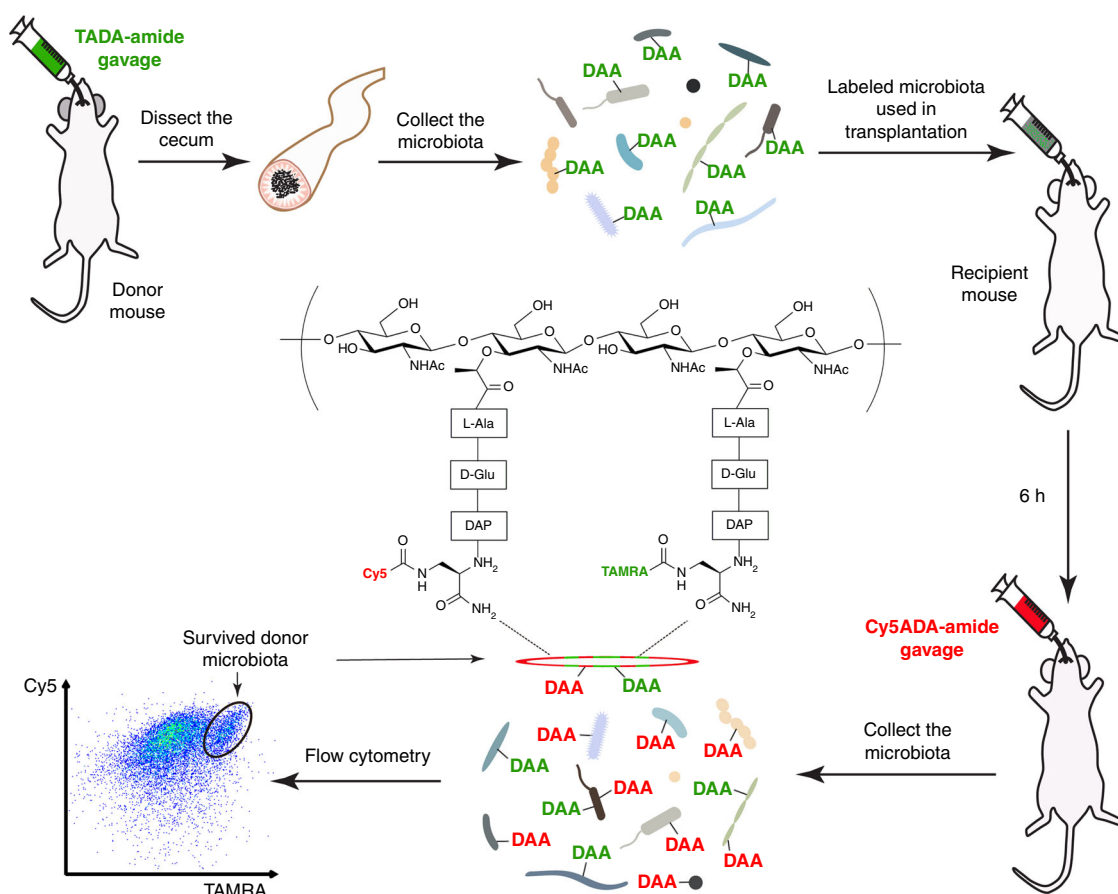 TADA-amide
gavage
Dissect the
cecum
Collect the
microbiota
DAA
DAA
DAA
DAA
DAA
DAA
DAA
DAA
DAA
Labeled microbiota
used in
transplantation
Donor
mouse
Recipient
mouse
OH
OH
OH
OH
O
O
O
O
O
O
O
O
O
HO
O
NHAc
NHAc
HO
O
NHAc
NHAc
O
O
L-Ala
L-Ala
D-Glu
D-Glu
DAP
DAP
6 h
O
NH2
O
NH2
Cy5
N
H
TAMRA
N
H
O
NH2
O
NH2
Cy5ADA-amide
gavage
Survived donor
microbiota
Cy5
DAA
DAA
Collect the
microbiota
Flow cytometry
DAA
DAA
DAA
DAA
DAA
DAA
DAA
DAA
DAA
DAA
DAA
DAA
DAA
TAMRA